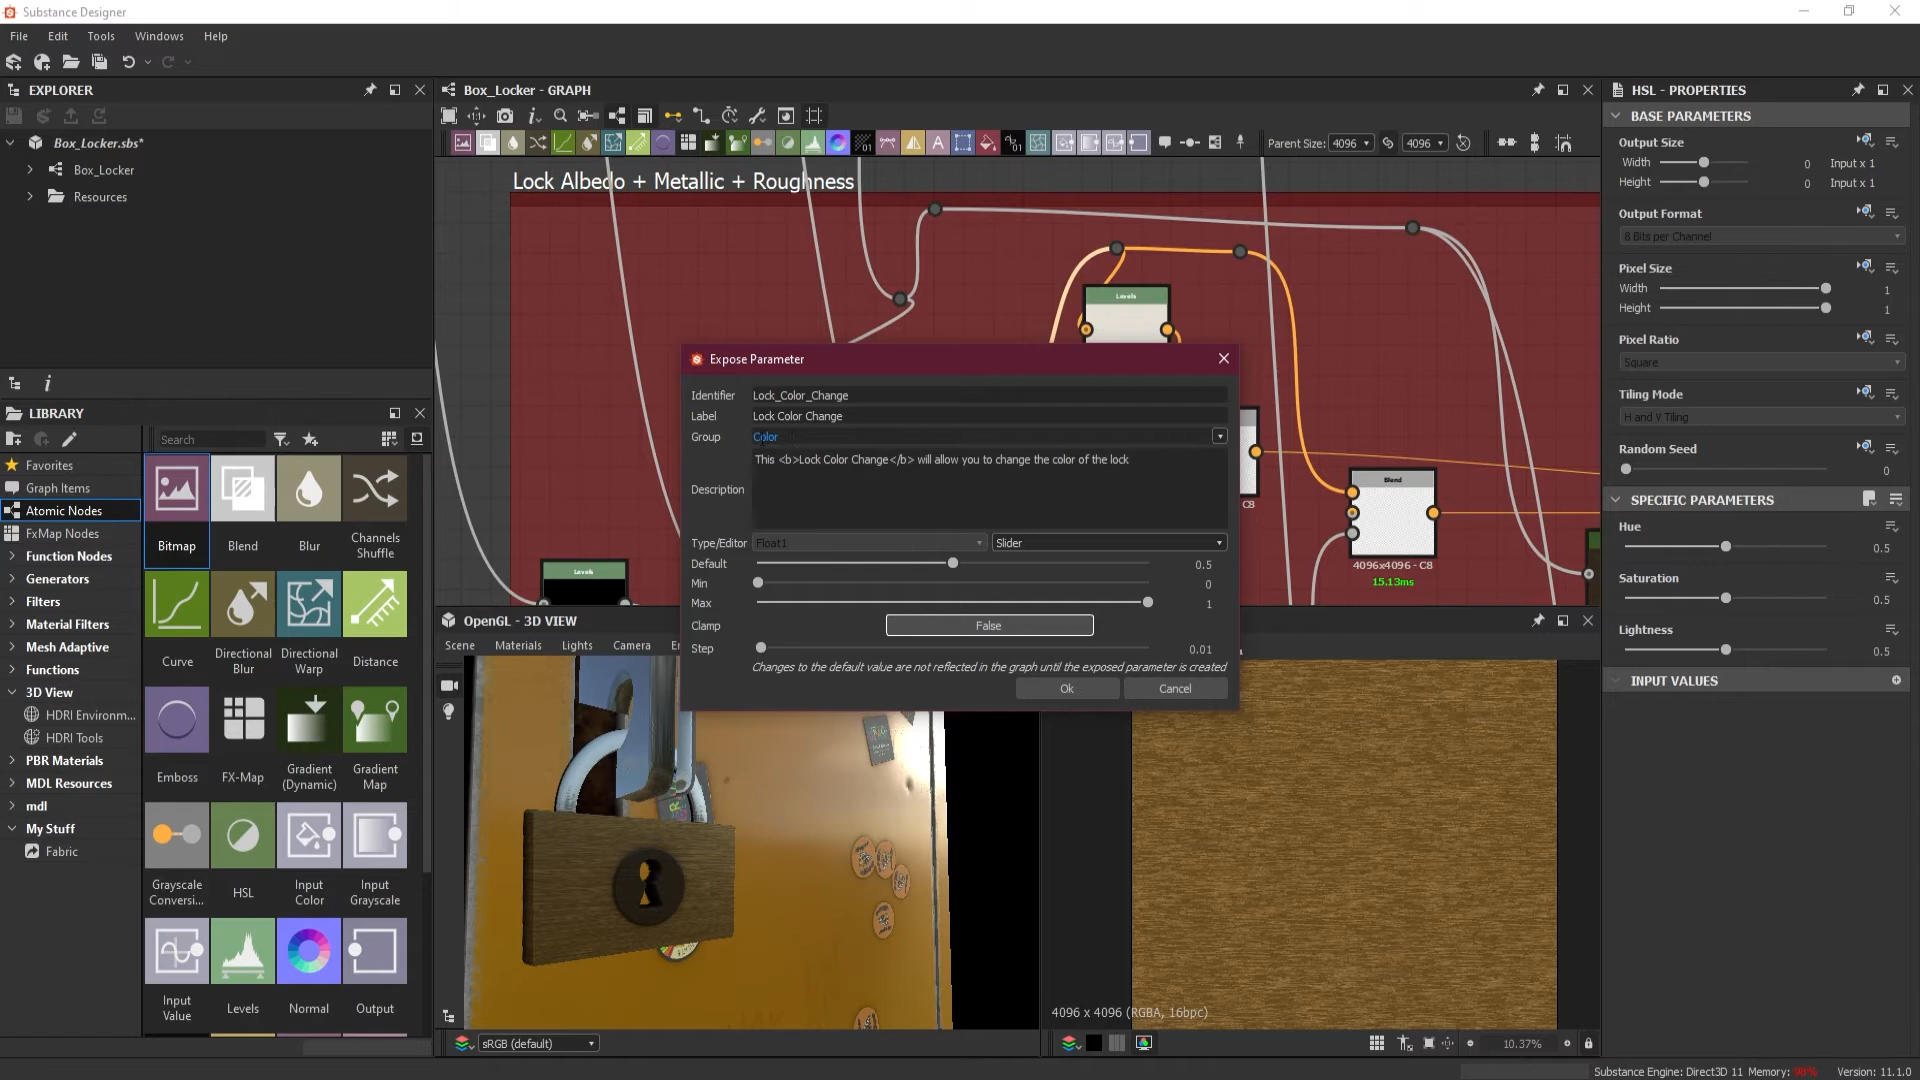 Substance Designer
File Edit Tools Windows Help
EXPLORER
Box_Locker.sbs*
Box_Locker
Resources
LIBRARY
Search
Favorites
Graph Items
Atomic Nodes
FxMap Nodes
Function Nodes
Generators
Filters
Material Filters
Mesh Adaptive
Functions
3D View
HDRI Environm...
HDRI Tools
PBR Materials
MDL Resources
mdl
My Stuff
Fabric
Bitmap
Blend
Blur
Channels
Shuffle
Curve
Directional
Blur
Directional
Warp
Distance
Emboss
FX-Map
Gradient
(Dynamic)
Gradient
Map
Grayscale
Conversi...
HSL
Input
Color
Input
Grayscale
Input
Value
Levels
Normal
Output
Box_Locker - GRAPH
Parent Size: 4096 4096
Lock Albedo + Metallic + Roughness
Levels
Levels
C8
Blend
4096x4096 - C8
15.13ms
Expose Parameter
Identifier Lock_Color_Change
Label Lock Color Change
Group Color
Description This <b>Lock Color Change</b> will allow you to change the color of the lock
Type/Editor Float1 Slider
Default 0.5
Min 0
Max 1
Clamp False
Step 0.01
Changes to the default value are not reflected in the graph until the exposed parameter is created
Ok Cancel
OpenGL - 3D VIEW
Scene Materials Lights Camera
sRGB (default)
4096 x 4096 (RGBA, 16bpc)
10.37%
HSL - PROPERTIES
BASE PARAMETERS
Output Size
Width 0 Input x 1
Height 0 Input x 1
Output Format
8 Bits per Channel
Pixel Size
Width 1
Height 1
Pixel Ratio
Square
Tiling Mode
H and V Tiling
Random Seed
0
SPECIFIC PARAMETERS
Hue
0.5
Saturation
0.5
Lightness
0.5
INPUT VALUES
Substance Engine: Direct3D 11 Memory: 98% Version: 11.1.0